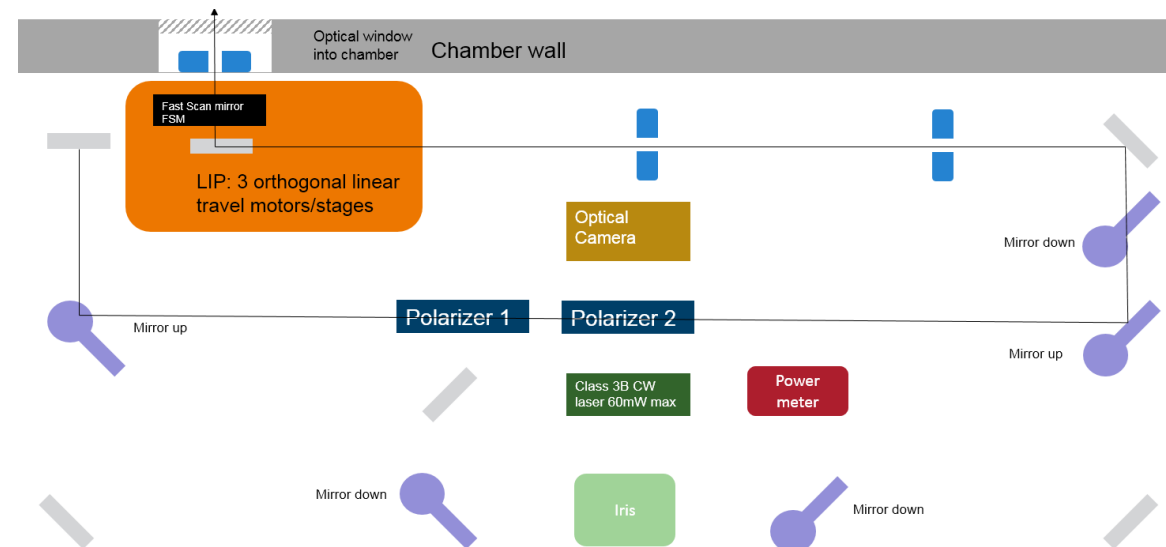 Optical window
into chamber
Chamber wall
Fast Scan mirror
FSM
LIP: 3 orthogonal linear
travel motors/stages
Optical
Camera
Mirror down
Polarizer 1
Polarizer 2
Mirror up
Mirror up
Class 3B CW
laser 60mW max
Power
meter
Mirror down
Iris
Mirror down